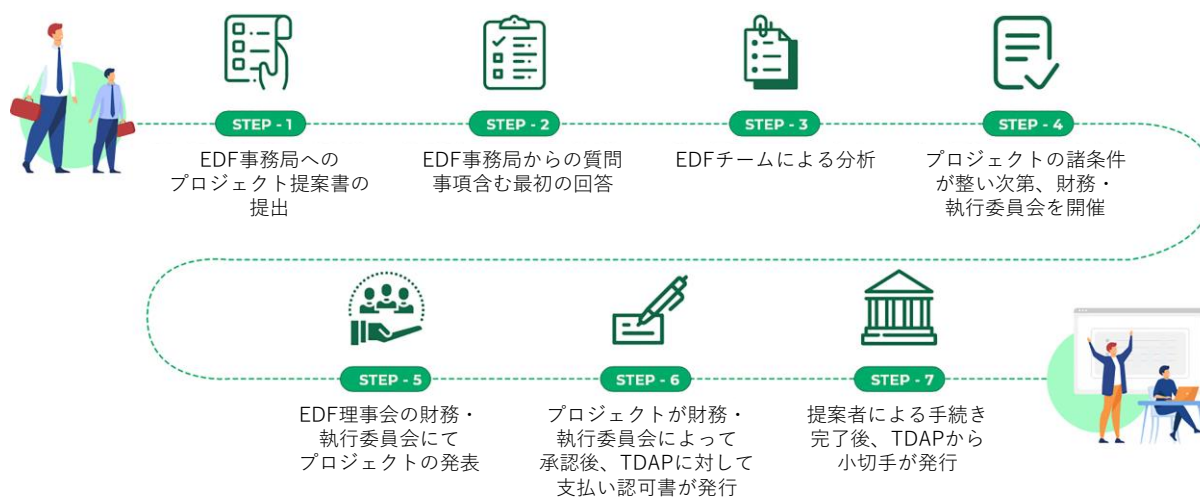 STEP - 1
EDF事務局への
プロジェクト提案書の
提出
STEP - 2
EDF事務局からの質問
事項含む最初の回答
STEP - 3
EDFチームによる分析
STEP - 4
プロジェクトの諸条件
が整い次第、財務・
執行委員会を開催
STEP - 5
EDF理事会の財務・
執行委員会にて
プロジェクトの発表
STEP - 6
プロジェクトが財務・
執行委員会によって
承認後、TDAPに対して
支払い認可書が発行
STEP - 7
提案者による手続き
完了後、TDAPから
小切手が発行